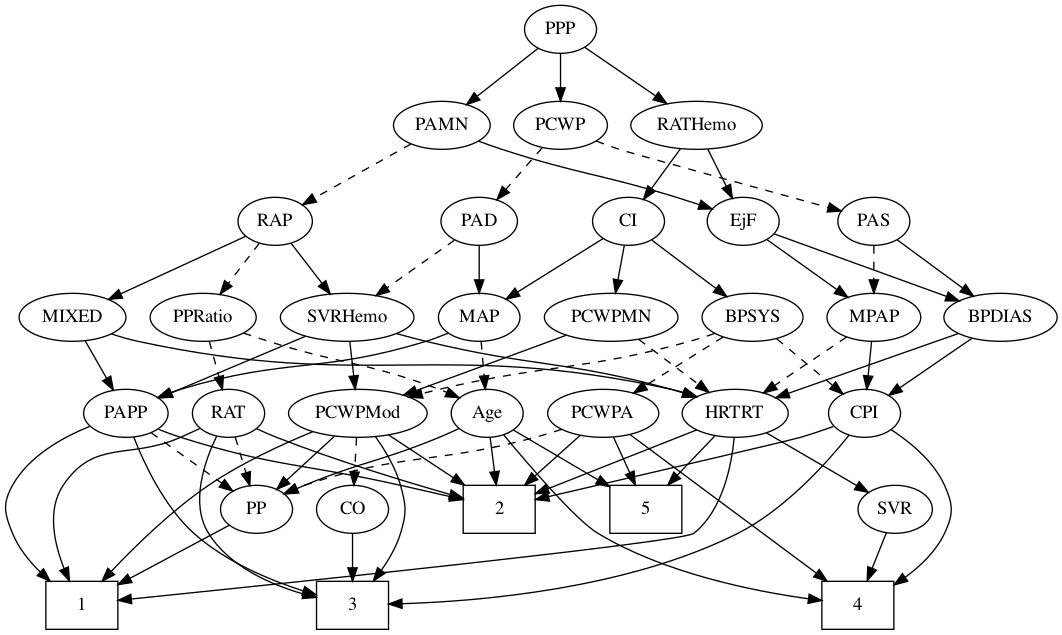 PPP
PAMN PCWP RATHemo
RAP PAD CI EjF PAS
MIXED PPRatio SVRHemo MAP PCWPMN BPSYS MPAP BPDIAS
PAPP RAT PCWPMod Age PCWPA HRTRT CPI
PP CO 2 5 SVR
1 3 4